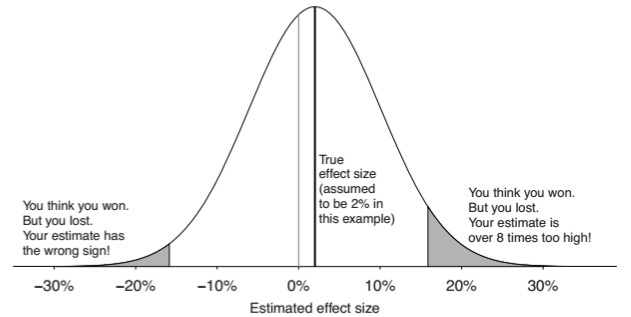 True
effect size
(assumed
to be 2% in
this example)
You think you won.
But you lost.
Your estimate has
the wrong sign!
You think you won.
But you lost.
Your estimate is
over 8 times too high!
−30% −20% −10% 0% 10% 20% 30%
Estimated effect size